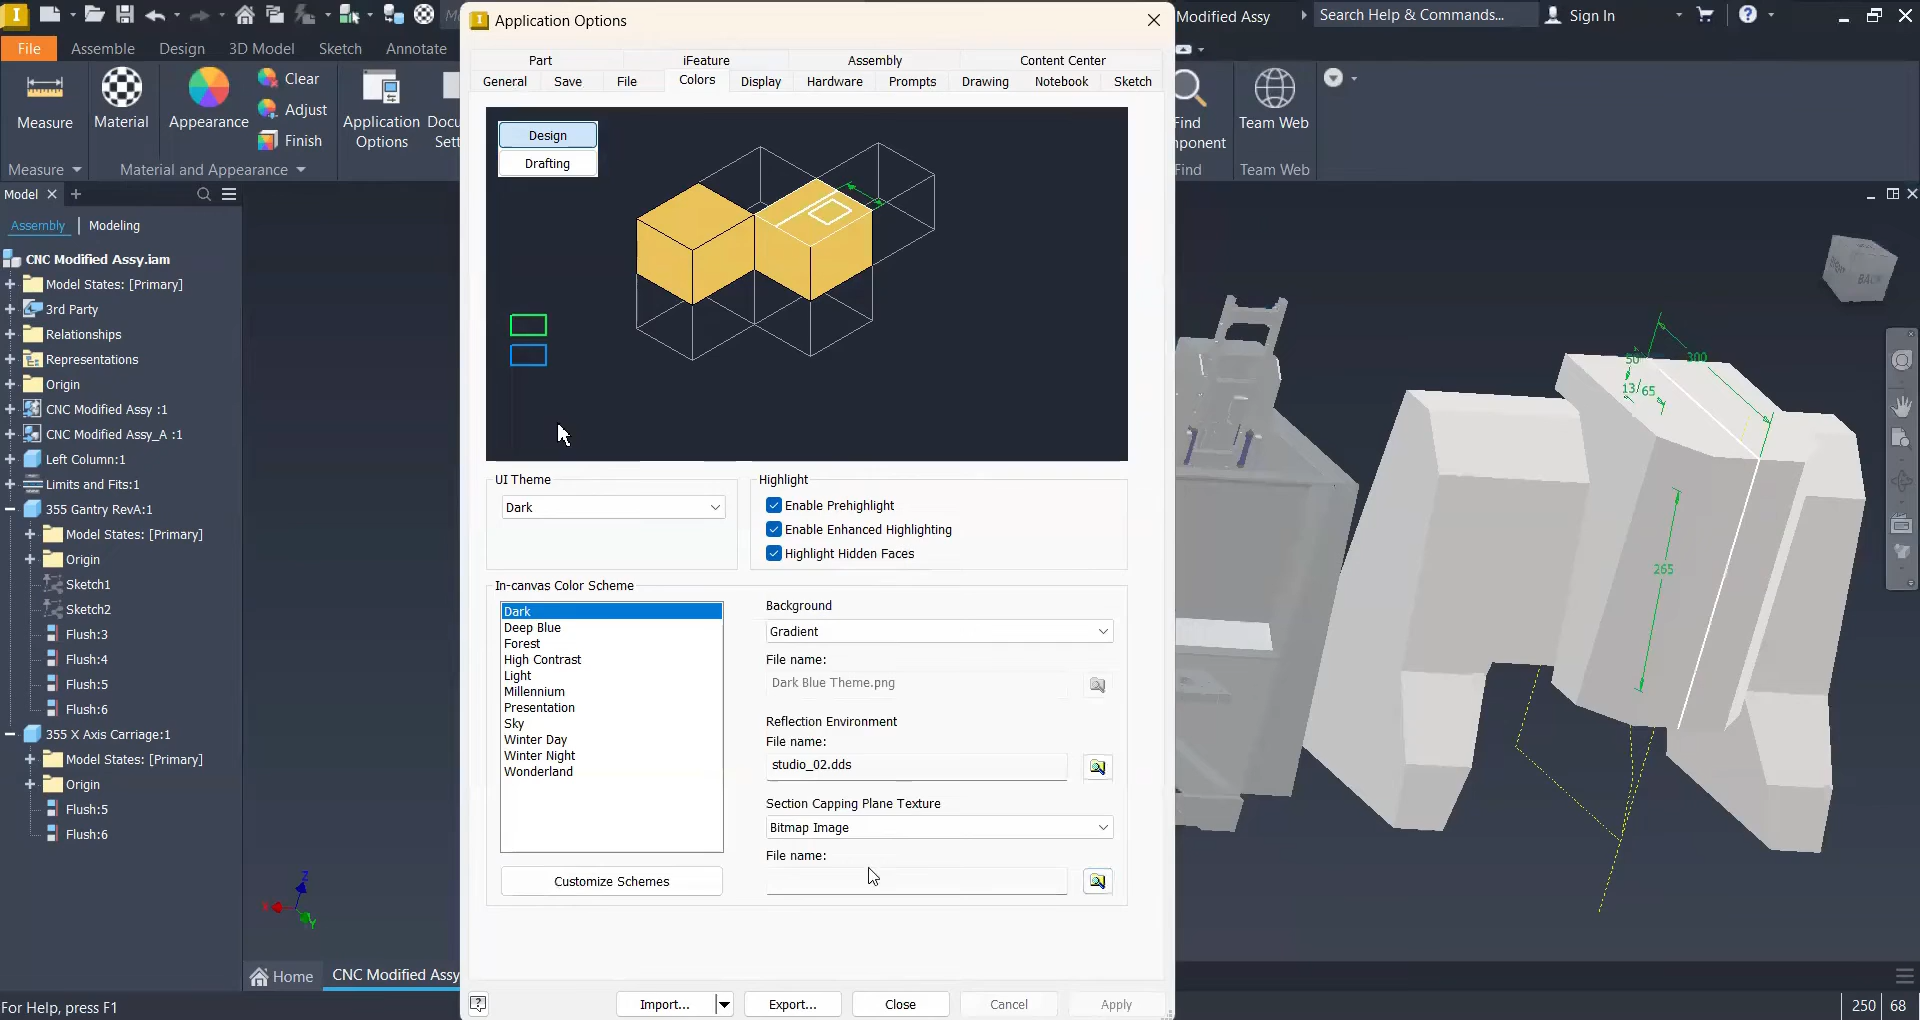 Application Options
Modified Assy
Search Help & Commands...
Sign In
File
Assemble
Design
3D Model
Sketch
Annotate
Measure
Material
Appearance
Clear
Adjust
Finish
Application
Options
Docu
Sett
Measure
Material and Appearance
Find
mponent
Find
Team Web
Team Web
Part
iFeature
Assembly
Content Center
General
Save
File
Colors
Display
Hardware
Prompts
Drawing
Notebook
Sketch
Design
Drafting
UI Theme
Dark
Highlight
Enable Prehighlight
Enable Enhanced Highlighting
Highlight Hidden Faces
In-canvas Color Scheme
Dark
Deep Blue
Forest
High Contrast
Light
Millennium
Presentation
Sky
Winter Day
Winter Night
Wonderland
Customize Schemes
Background
Gradient
File name:
Dark Blue Theme.png
Reflection Environment
File name:
studio_02.dds
Section Capping Plane Texture
Bitmap Image
File name:
Import...
Export...
Close
Cancel
Apply
Model
Assembly
Modeling
CNC Modified Assy.iam
Model States: [Primary]
3rd Party
Relationships
Representations
Origin
CNC Modified Assy :1
CNC Modified Assy_A :1
Left Column:1
Limits and Fits:1
355 Gantry RevA:1
Model States: [Primary]
Origin
Sketch1
Sketch2
Flush:3
Flush:4
Flush:5
Flush:6
355 X Axis Carriage:1
Model States: [Primary]
Origin
Flush:5
Flush:6
Z
X
Y
BACK
50
300
13/65
265
Home
CNC Modified Assy
For Help, press F1
250
68